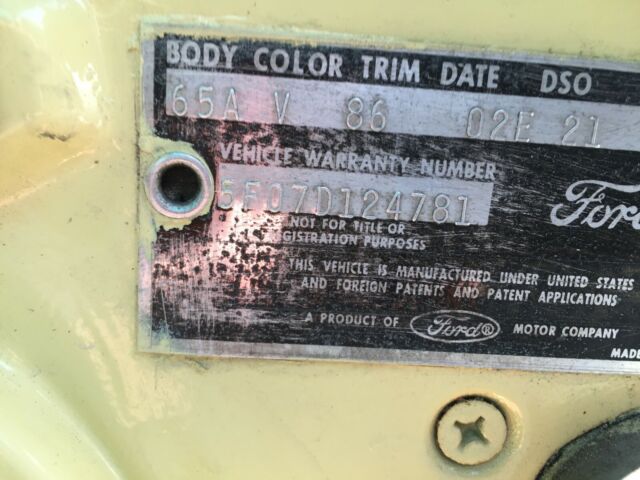 BODY COLOR TRIM DATE DSO
65A V 86 02E 21
VEHICLE WARRANTY NUMBER
5F07D124781
Ford
NOT FOR TITLE OR
REGISTRATION PURPOSES
THIS VEHICLE IS MANUFACTURED UNDER UNITED STATES
AND FOREIGN PATENTS AND PATENT APPLICATIONS
A PRODUCT OF Ford® MOTOR COMPANY
MADE